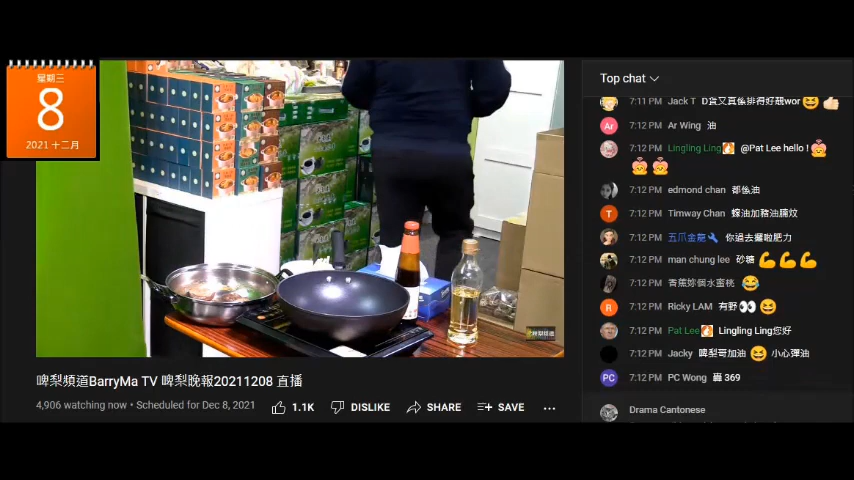 星期三
8
2021 十二月
啤梨頻道BarryMa TV 啤梨晚報20211208 直播
4,906 watching now • Scheduled for Dec 8, 2021
1.1K
DISLIKE
SHARE
SAVE
Top chat
7:11 PM Jack T D貨又真係排得好靚wor
7:12 PM Ar Wing 油
7:12 PM Lingling Ling @Pat Lee hello !
7:12 PM edmond chan 都係油
7:12 PM Timway Chan 蠔油加豬油腩炆
7:12 PM 五爪金龍 你過去攤啦肥力
7:12 PM man chung lee 砂糖
7:12 PM 香蕉妳個水蜜桃
7:12 PM Ricky LAM 有野
7:12 PM Pat Lee Lingling Ling您好
7:12 PM Jacky 啤梨哥加油 小心彈油
7:12 PM PC Wong 轟 369
Drama Cantonese